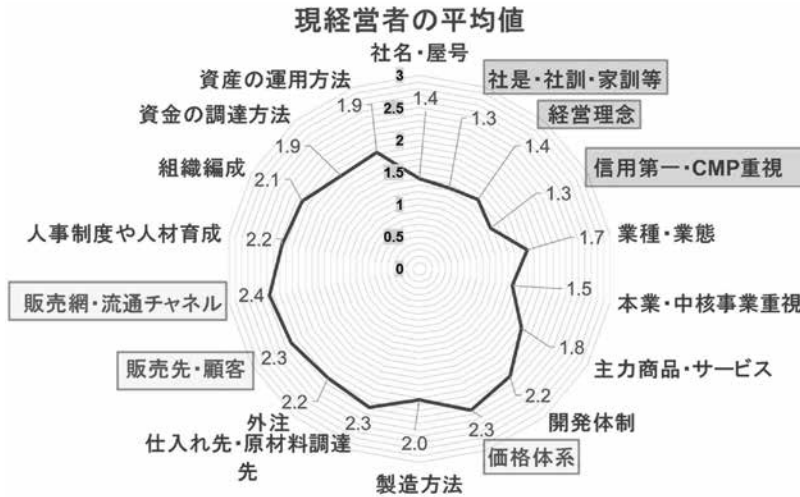 現経営者の平均値
社名・屋号
社是・社訓・家訓等
経営理念
信用第一・CMP重視
業種・業態
本業・中核事業重視
主力商品・サービス
開発体制
価格体系
製造方法
仕入れ先・原材料調達
先
外注
販売先・顧客
販売網・流通チャネル
人事制度や人材育成
組織編成
資金の調達方法
資産の運用方法
3
2.5
2
1.5
1
0.5
0
1.4
1.3
1.4
1.3
1.7
1.5
1.8
2.2
2.3
2.0
2.3
2.2
2.3
2.4
2.2
2.1
1.9
1.9